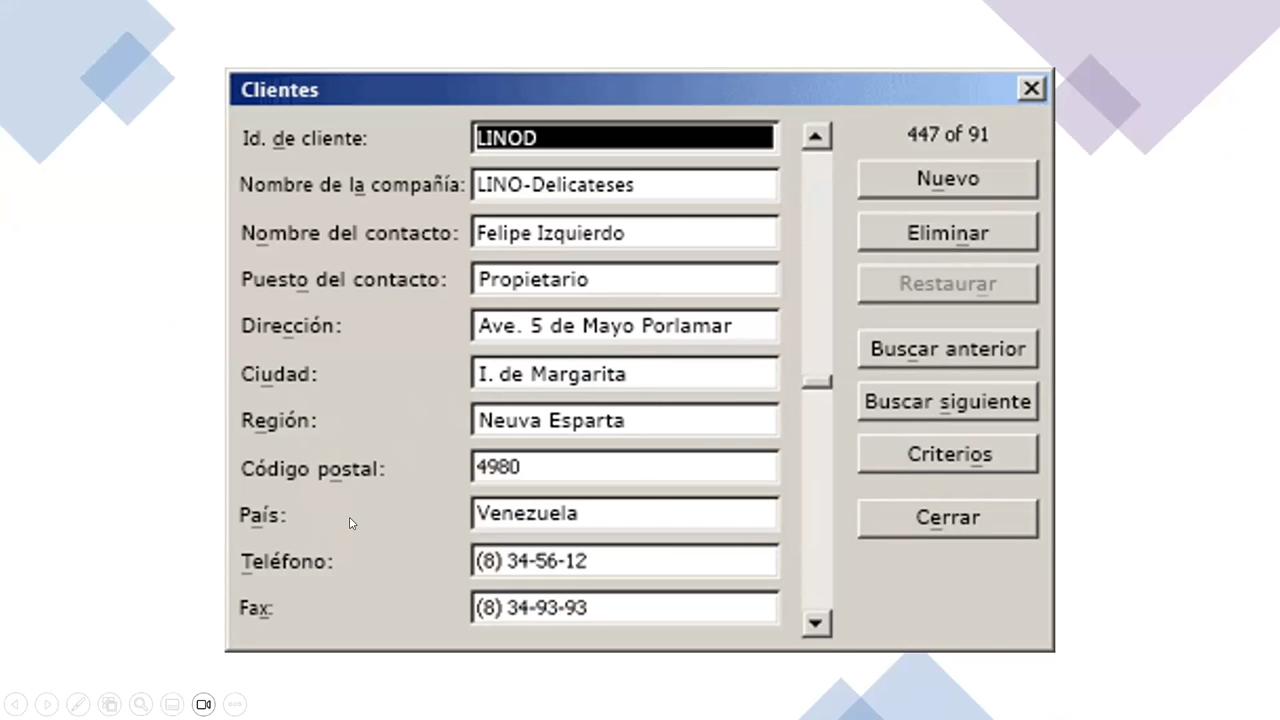 Clientes
Id. de cliente: LINOD
447 of 91
Nombre de la compañía: LINO-Delicateses
Nuevo
Nombre del contacto: Felipe Izquierdo
Eliminar
Puesto del contacto: Propietario
Restaurar
Dirección: Ave. 5 de Mayo Porlamar
Buscar anterior
Ciudad: I. de Margarita
Buscar siguiente
Región: Neuva Esparta
Criterios
Código postal: 4980
País: Venezuela
Cerrar
Teléfono: (8) 34-56-12
Fax: (8) 34-93-93